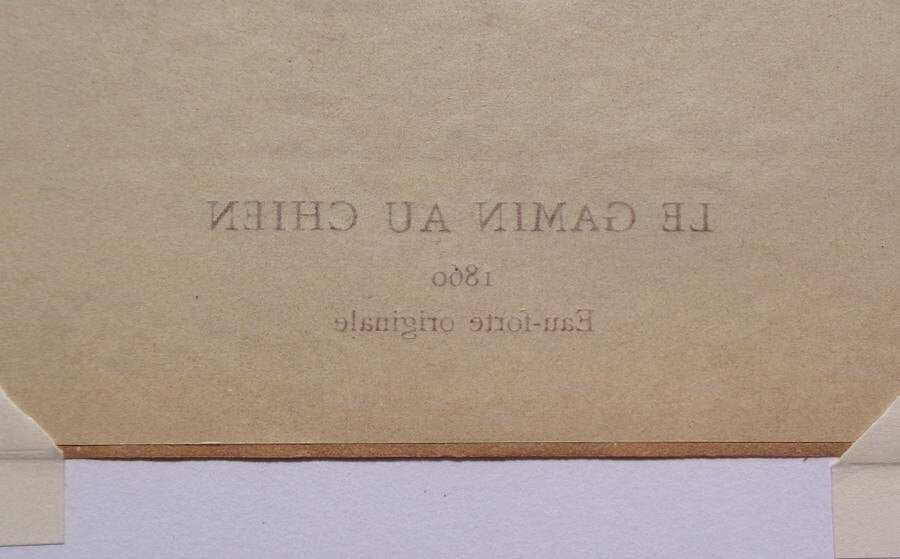 LE GAMIN AU CHIEN
1860
Eau-forte originale